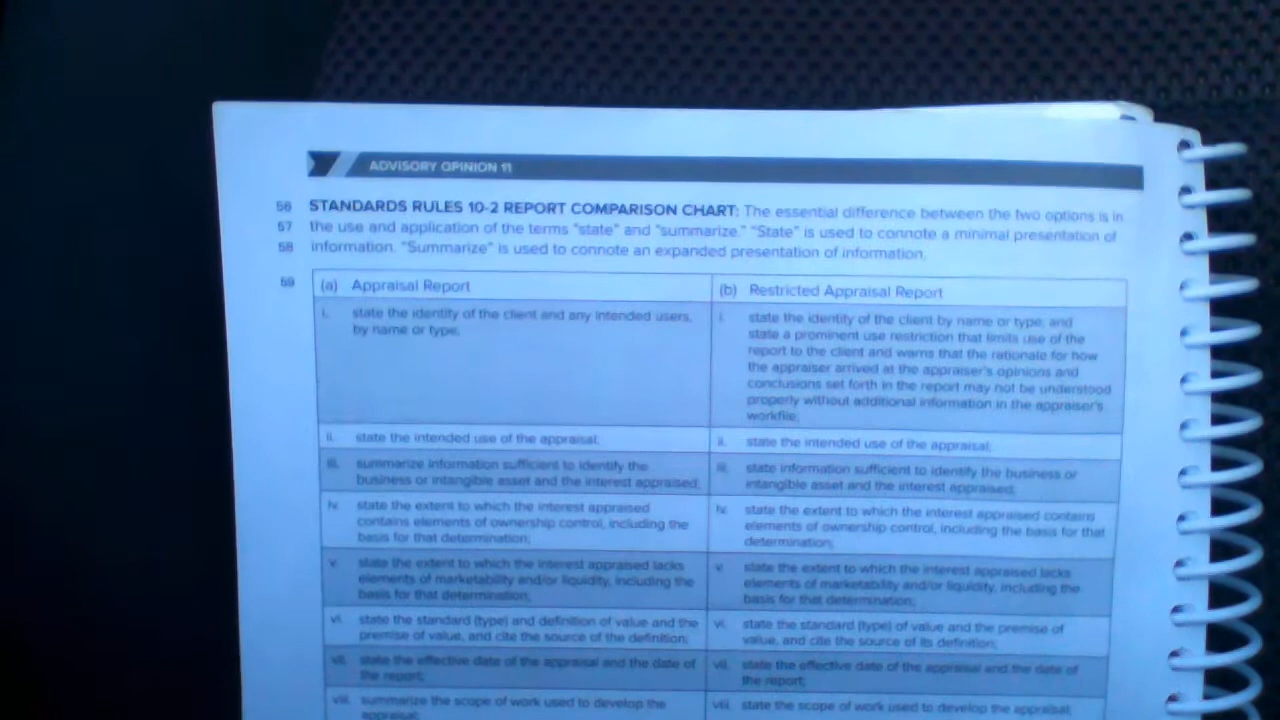 ADVISORY OPINION 11
56 STANDARDS RULES 10-2 REPORT COMPARISON CHART: The essential difference between the two options is in
57 the use and application of the terms "state" and "summarize." "State" is used to connote a minimal presentation of
58 information. "Summarize" is used to connote an expanded presentation of information.
59
(a) Appraisal Report
i. state the identity of the client and any intended users,
by name or type;
ii. state the intended use of the appraisal;
iii. summarize information sufficient to identify the
business or intangible asset and the interest appraised;
iv. state the extent to which the interest appraised
contains elements of ownership control, including the
basis for that determination;
v. state the extent to which the interest appraised lacks
elements of marketability and/or liquidity, including the
basis for that determination;
vi. state the standard (type) and definition of value and the
premise of value, and cite the source of the definition;
vii. state the effective date of the appraisal and the date of
the report;
viii. summarize the scope of work used to develop the
appraisal;
(b) Restricted Appraisal Report
i. state the identity of the client by name or type; and
state a prominent use restriction that limits use of the
report to the client and warns that the rationale for how
the appraiser arrived at the appraiser's opinions and
conclusions set forth in the report may not be understood
properly without additional information in the appraiser's
workfile;
ii. state the intended use of the appraisal;
iii. state information sufficient to identify the business or
intangible asset and the interest appraised;
iv. state the extent to which the interest appraised contains
elements of ownership control, including the basis for that
determination;
v. state the extent to which the interest appraised lacks
elements of marketability and/or liquidity, including the
basis for that determination;
vi. state the standard (type) of value and the premise of
value, and cite the source of its definition;
vii. state the effective date of the appraisal and the date of
the report;
viii. state the scope of work used to develop the appraisal;